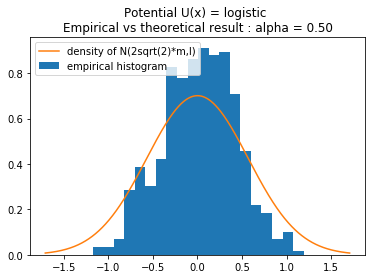 Potential U(x) = logistic
Empirical vs theoretical result : alpha = 0.50
density of N(2sqrt(2)*m,I)
empirical histogram
0.8
0.6
0.4
0.2
0.0
−1.5 −1.0 −0.5 0.0 0.5 1.0 1.5